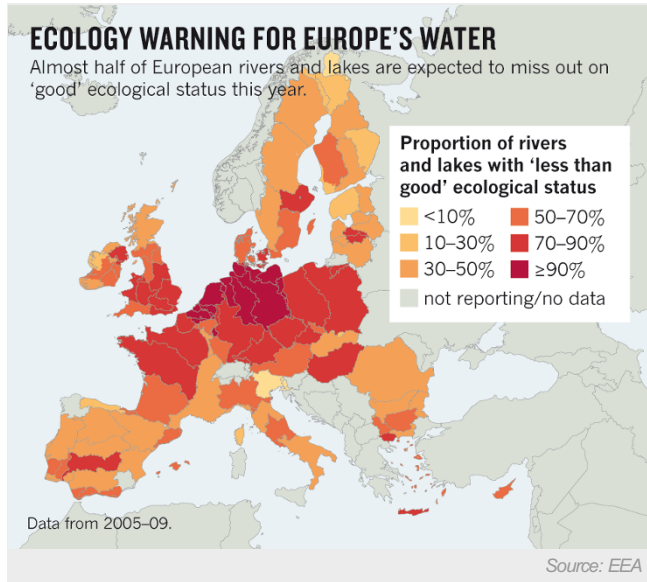 ECOLOGY WARNING FOR EUROPE'S WATER
Almost half of European rivers and lakes are expected to miss out on
'good' ecological status this year.
Proportion of rivers
and lakes with 'less than
good' ecological status
<10%
50–70%
10–30%
70–90%
30–50%
≥90%
not reporting/no data
Data from 2005–09.
Source: EEA